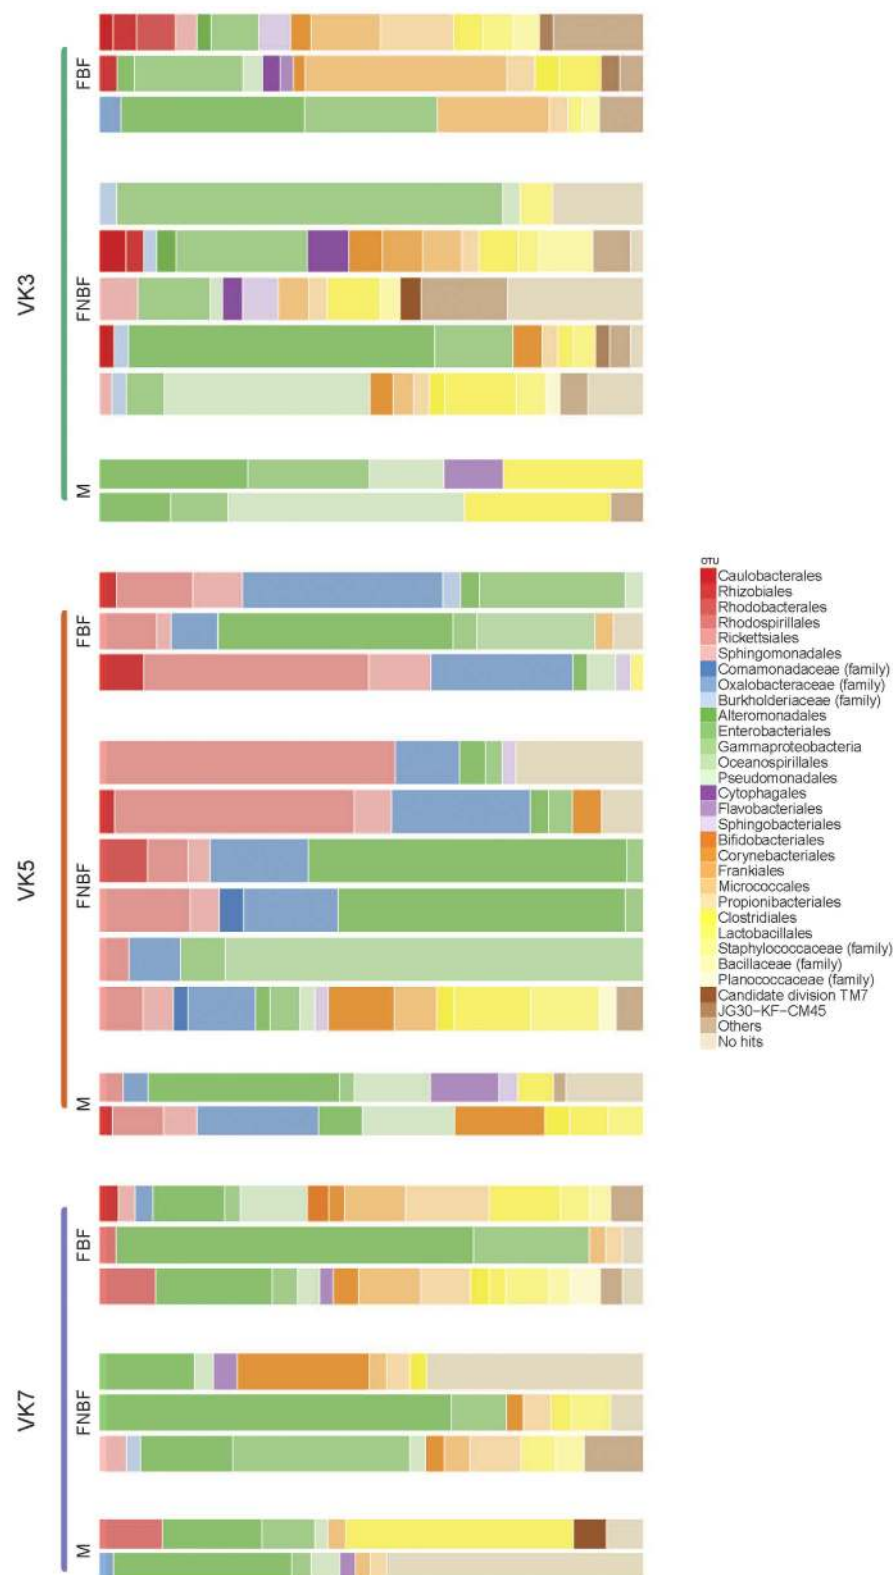 VK3
FBF
FNBF
M
VK5
FBF
FNBF
M
VK7
FBF
FNBF
M
OTU
Caulobacterales
Rhizobiales
Rhodobacterales
Rhodospirillales
Rickettsiales
Sphingomonadales
Comamonadaceae (family)
Oxalobacteraceae (family)
Burkholderiaceae (family)
Alteromonadales
Enterobacteriales
Gammaproteobacteria
Oceanospirillales
Pseudomonadales
Cytophagales
Flavobacteriales
Sphingobacteriales
Bifidobacteriales
Corynebacteriales
Frankiales
Micrococcales
Propionibacteriales
Clostridiales
Lactobacillales
Staphylococcaceae (family)
Bacillaceae (family)
Planococcaceae (family)
Candidate division TM7
JG30-KF-CM45
Others
No hits